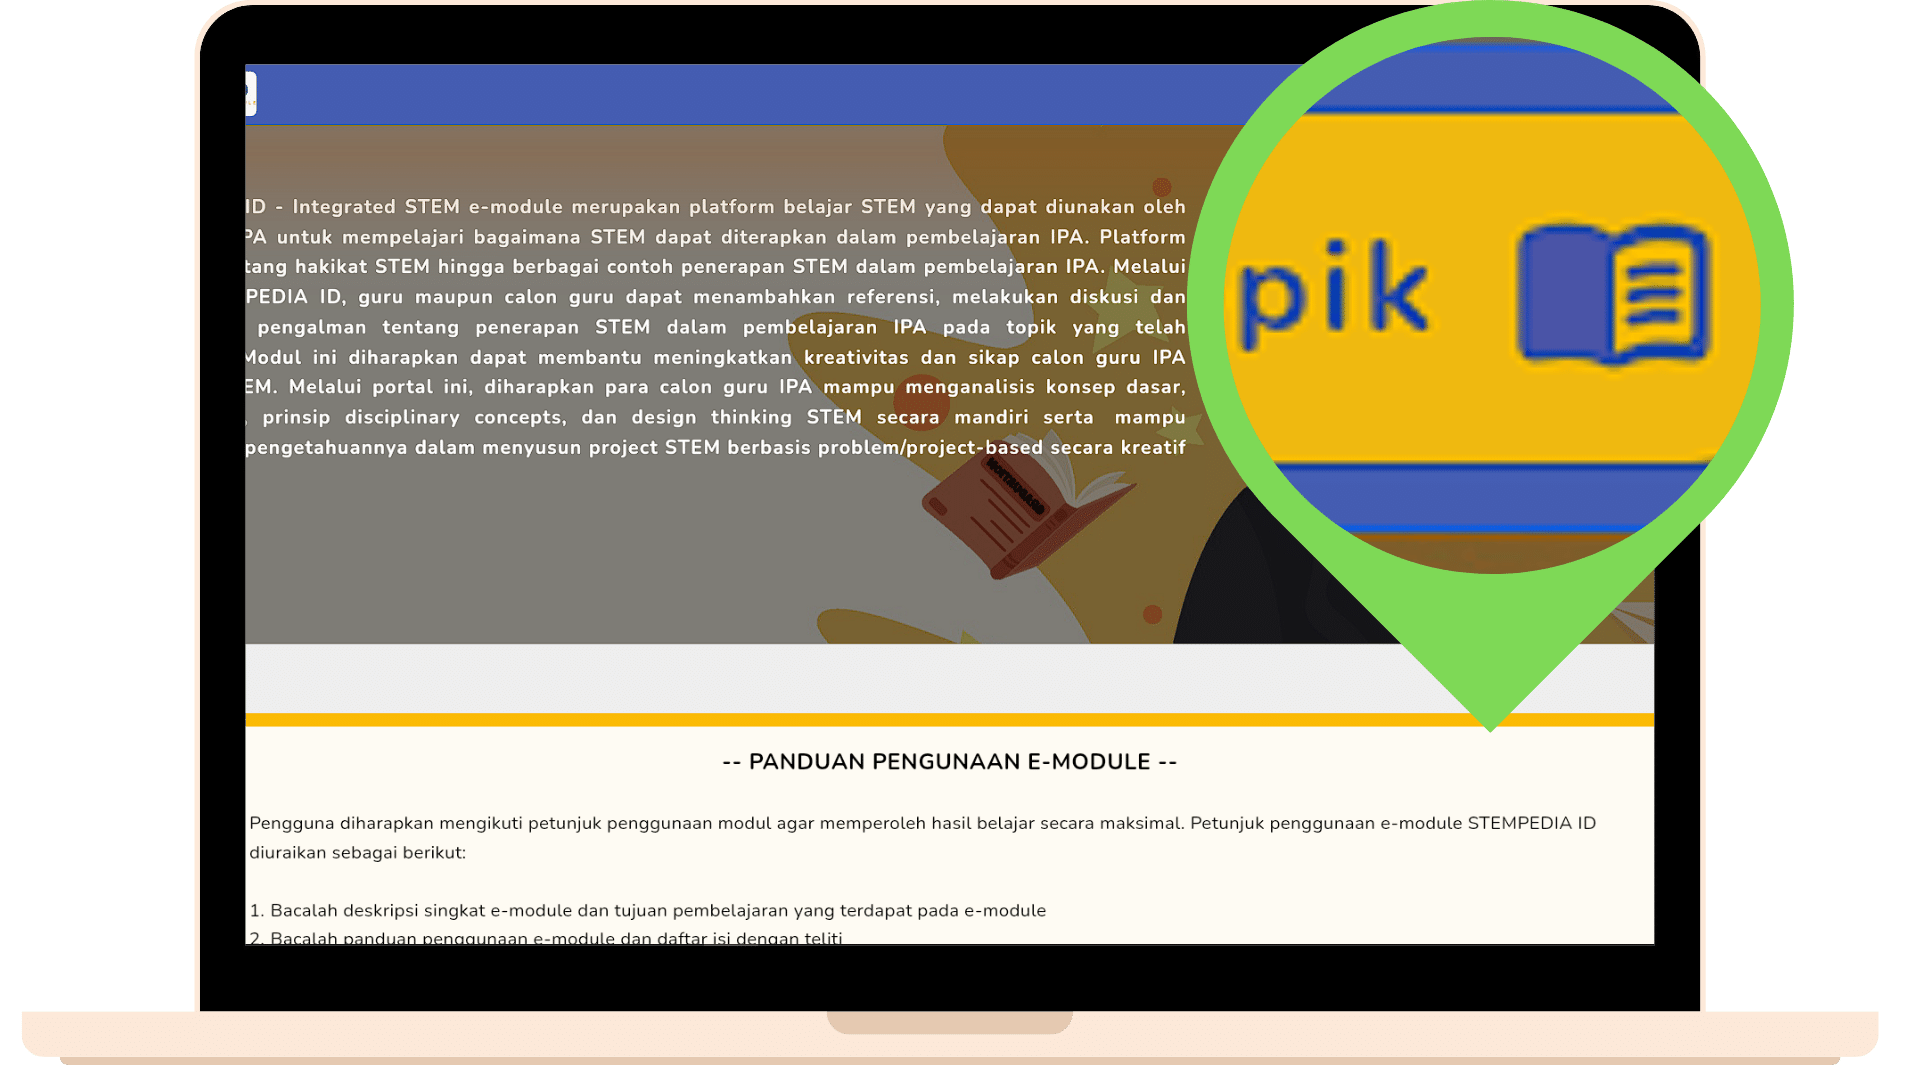 ID - Integrated STEM e-module merupakan platform belajar STEM yang dapat diunakan oleh
PA untuk mempelajari bagaimana STEM dapat diterapkan dalam pembelajaran IPA. Platform
tang hakikat STEM hingga berbagai contoh penerapan STEM dalam pembelajaran IPA. Melalui
PEDIA ID, guru maupun calon guru dapat menambahkan referensi, melakukan diskusi dan
pengalman tentang penerapan STEM dalam pembelajaran IPA pada topik yang telah
Modul ini diharapkan dapat membantu meningkatkan kreativitas dan sikap calon guru IPA
EM. Melalui portal ini, diharapkan para calon guru IPA mampu menganalisis konsep dasar,
, prinsip disciplinary concepts, dan design thinking STEM secara mandiri serta mampu
pengetahuannya dalam menyusun project STEM berbasis problem/project-based secara kreatif
pik
-- PANDUAN PENGUNAAN E-MODULE --
Pengguna diharapkan mengikuti petunjuk penggunaan modul agar memperoleh hasil belajar secara maksimal. Petunjuk penggunaan e-module STEMPEDIA ID
diuraikan sebagai berikut:
1. Bacalah deskripsi singkat e-module dan tujuan pembelajaran yang terdapat pada e-module
2. Bacalah panduan penggunaan e-module dan daftar isi dengan teliti